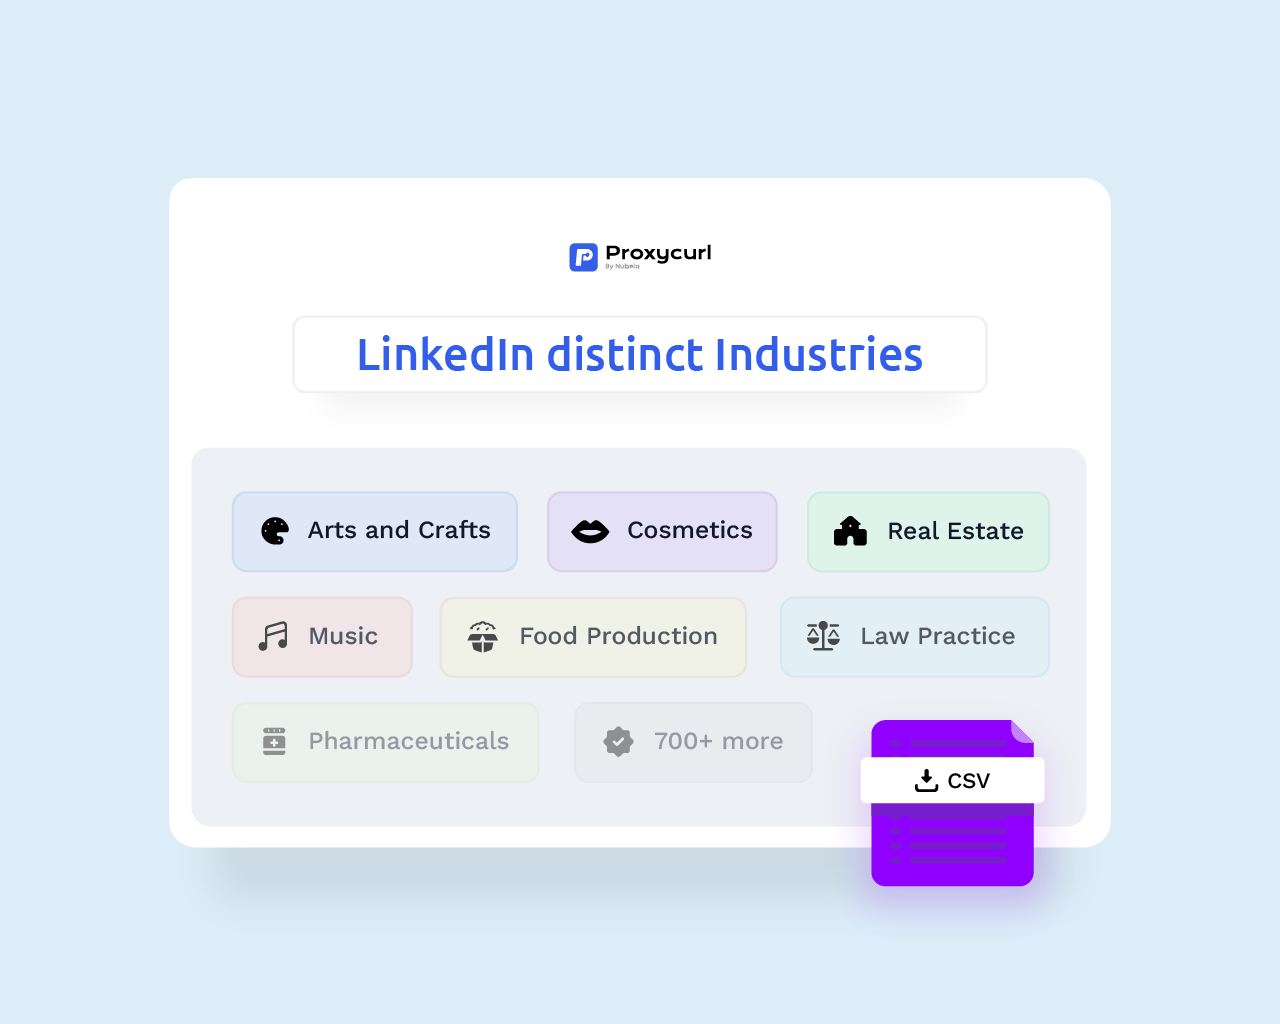 Proxycurl
By Nubela
LinkedIn distinct Industries
Arts and Crafts
Cosmetics
Real Estate
Music
Food Production
Law Practice
Pharmaceuticals
700+ more
CSV